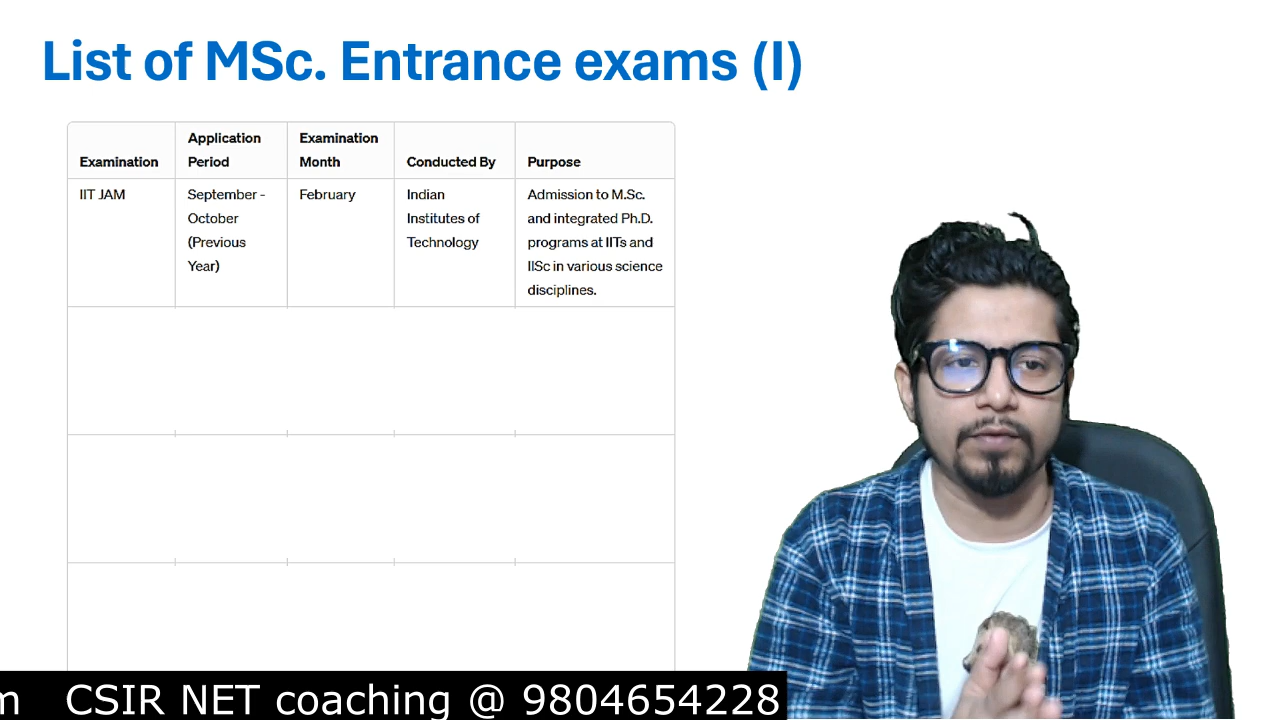 List of MSc. Entrance exams (I)
Examination
Application
Period
Examination
Month
Conducted By
Purpose
IIT JAM
September -
October
(Previous
Year)
February
Indian
Institutes of
Technology
Admission to M.Sc.
and integrated Ph.D.
programs at IITs and
IISc in various science
disciplines.
m CSIR NET coaching @ 9804654228